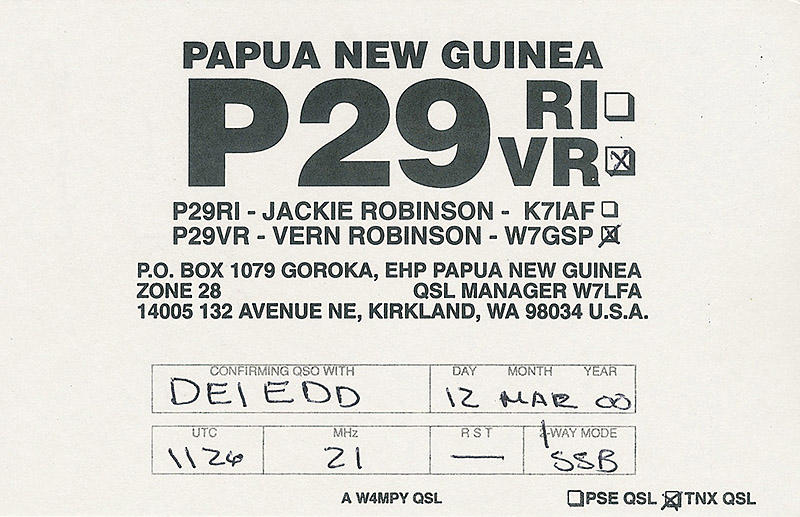 PAPUA NEW GUINEA
P29 RI ☐
VR ☒
P29RI - JACKIE ROBINSON - K7IAF ☐
P29VR - VERN ROBINSON - W7GSP ☒
P.O. BOX 1079 GOROKA, EHP PAPUA NEW GUINEA
ZONE 28 QSL MANAGER W7LFA
14005 132 AVENUE NE, KIRKLAND, WA 98034 U.S.A.
CONFIRMING QSO WITH DAY MONTH YEAR
DE1EDD 12 MAR 00
UTC MHz RST 2-WAY MODE
1126 21 — SSB
A W4MPY QSL ☐ PSE QSL ☒ TNX QSL